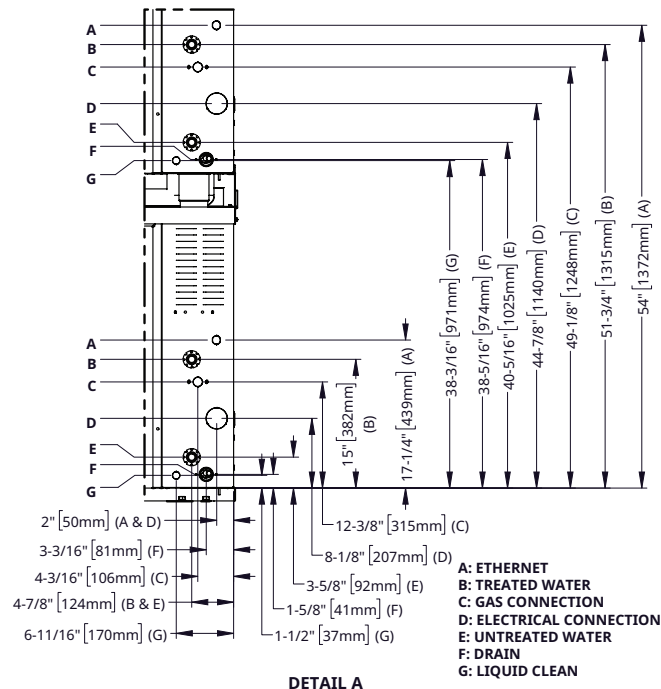 A
B
C
D
E
F
G
38-3/16" [971mm] (G)
38-5/16" [974mm] (F)
40-5/16" [1025mm] (E)
44-7/8" [1140mm] (D)
49-1/8" [1248mm] (C)
51-3/4" [1315mm] (B)
54" [1372mm] (A)
A
B
C
D
E
F
G
15" [382mm]
(B)
17-1/4" [439mm] (A)
2" [50mm] (A & D)
3-3/16" [81mm] (F)
4-3/16" [106mm] (C)
4-7/8" [124mm] (B & E)
6-11/16" [170mm] (G)
12-3/8" [315mm] (C)
8-1/8" [207mm] (D)
3-5/8" [92mm] (E)
1-5/8" [41mm] (F)
1-1/2" [37mm] (G)
A: ETHERNET
B: TREATED WATER
C: GAS CONNECTION
D: ELECTRICAL CONNECTION
E: UNTREATED WATER
F: DRAIN
G: LIQUID CLEAN
DETAIL A